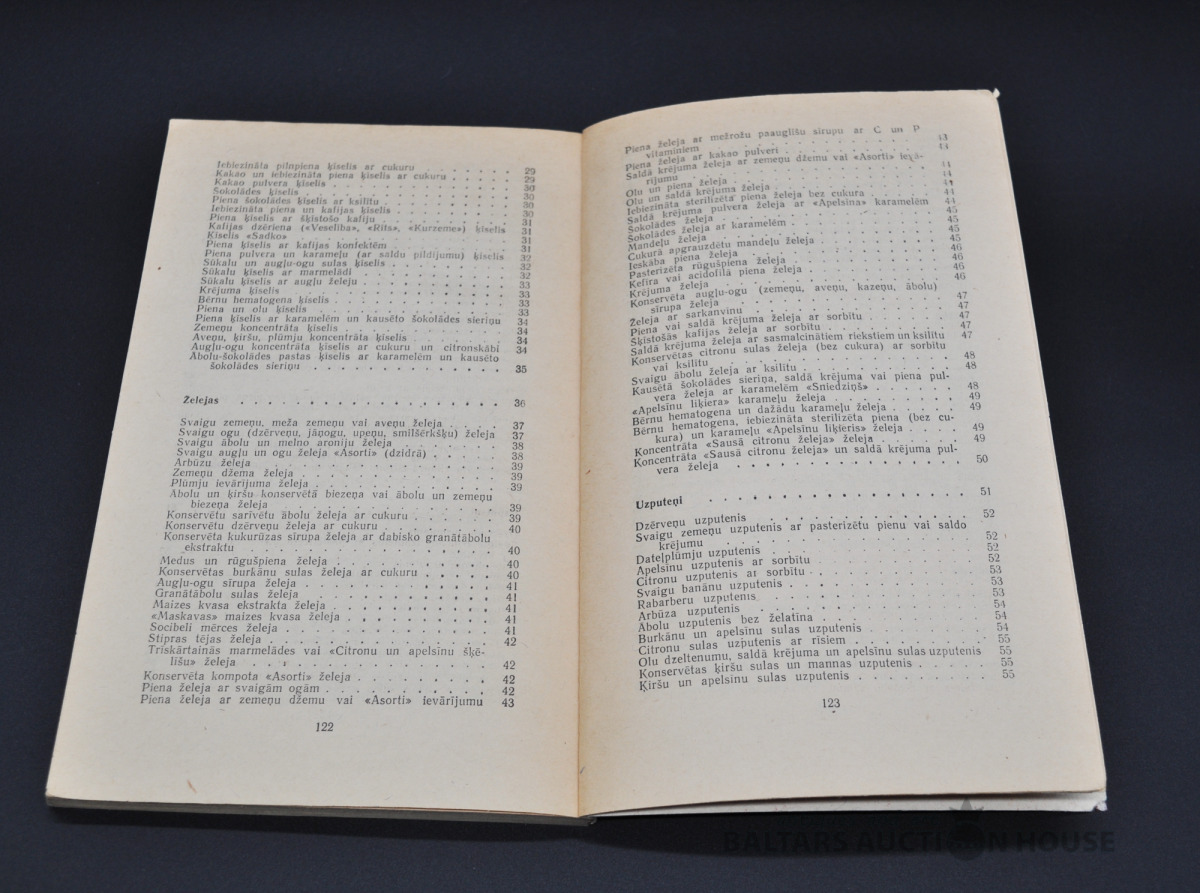 Iebiezināta pilnpiena ķīselis ar cukuru . . . . . 29
Kakao un iebiezināta piena ķīselis ar cukuru . . . . 29
Kakao pulvera ķīselis . . . . . . . . . . 30
Šokolādes ķīselis . . . . . . . . . . 30
Piena šokolādes ķīselis ar ksilītu . . . . . . . 30
Iebiezināta piena un kafijas ķīselis . . . . . . 30
Piena ķīselis ar šķīstošo kafiju . . . . . . . 31
Kafijas dzēriena («Veselība», «Rīts», «Kurzeme») ķīselis 31
Ķīselis «Sadko» . . . . . . . . . . 31
Piena ķīselis ar kafijas konfektēm . . . . . . 31
Piena pulvera un karameļu (ar saldu pildījumu) ķīselis 32
Sūkalu un augļu-ogu sulas ķīselis . . . . . . 32
Sūkalu ķīselis ar marmelādi . . . . . . . . 32
Sūkalu ķīselis ar augļu želeju . . . . . . . 33
Krējuma ķīselis . . . . . . . . . . 33
Bērnu hematogena ķīselis . . . . . . . . 33
Piena un olu ķīselis . . . . . . . . . . 33
Piena ķīselis ar karamelēm un kausēto šokolādes sieriņu 34
Zemeņu koncentrāta ķīselis . . . . . . . . 34
Aveņu, ķiršu, plūmju koncentrāta ķīselis . . . . . 34
Augļu-ogu koncentrāta ķīselis ar cukuru un citronskābi 34
Ābolu-šokolādes pastas ķīselis ar karamelēm un kausēto
šokolādes sieriņu . . . . . . . . . . 35
Želejas . . . . . . . . . . . . 36
Svaigu zemeņu, meža zemeņu vai aveņu želeja . . . . 37
Svaigu ogu (dzērveņu, jāņogu, upeņu, smilšērkšķu) želeja 37
Svaigu ābolu un melno aroniju želeja . . . . . . 38
Svaigu augļu un ogu želeja «Asorti» (dzidrā) . . . . 38
Arbūzu želeja . . . . . . . . . . 39
Zemeņu džema želeja . . . . . . . . . 39
Plūmju ievārījuma želeja . . . . . . . . 39
Ābolu un ķiršu konservētā biezeņa vai ābolu un zemeņu
biezeņa želeja . . . . . . . . . . 39
Konservētu sarīvētu ābolu želeja ar cukuru . . . . . 39
Konservētu dzērveņu želeja ar cukuru . . . . . . 40
Konservēta kukurūzas sīrupa želeja ar dabisko granātābolu
ekstraktu . . . . . . . . . . . 40
Medus un rūgušpiena želeja . . . . . . . . 40
Konservētas burkānu sulas želeja ar cukuru . . . . . 40
Augļu-ogu sīrupa želeja . . . . . . . . . 41
Granātābolu sulas želeja . . . . . . . . . 41
Maizes kvasa ekstrakta želeja . . . . . . . . 41
«Maskavas» maizes kvasa želeja . . . . . . . 41
Socibeli mērces želeja . . . . . . . . . 41
Stipras tējas želeja . . . . . . . . . . 42
Trīskārtainās marmelādes vai «Citronu un apelsīnu šķē-
līšu» želeja . . . . . . . . . . . 42
Konservēta kompota «Asorti» želeja . . . . . . 42
Piena želeja ar svaigām ogām . . . . . . . . 42
Piena želeja ar zemeņu džemu vai «Asorti» ievārījumu 43
122
Piena želeja ar mežrožu paaugļīšu sīrupu ar C un P
vitamīniem . . . . . . . . . . . 43
Piena želeja ar kakao pulveri . . . . . . . . 43
Saldā krējuma želeja ar zemeņu džemu vai «Asorti» ievā-
rījumu . . . . . . . . . . . . 44
Olu un piena želeja . . . . . . . . . . 44
Olu un saldā krējuma želeja . . . . . . . . 44
Iebiezināta sterilizēta piena želeja bez cukura . . . . 44
Saldā krējuma pulvera želeja ar «Apelsīna» karamelēm 44
Šokolādes želeja . . . . . . . . . . 45
Šokolādes želeja ar karamelēm . . . . . . . 45
Mandeļu želeja . . . . . . . . . . . 45
Cukurā apgrauzdētu mandeļu želeja . . . . . . 45
Ieskāba piena želeja . . . . . . . . . 46
Pasterizēta rūgušpiena želeja . . . . . . . . 46
Kefīra vai acidofilā piena želeja . . . . . . . 46
Krējuma želeja . . . . . . . . . . . 46
Konservēta augļu-ogu (zemeņu, aveņu, kazeņu, ābolu)
sīrupa želeja . . . . . . . . . . . 47
Želeja ar sarkanvīnu . . . . . . . . . . 47
Piena vai saldā krējuma želeja ar sorbītu . . . . . 47
Šķīstošās kafijas želeja ar sorbītu . . . . . . . 47
Saldā krējuma želeja ar sasmalcinātiem riekstiem un ksilītu 47
Konservētas citronu sulas želeja (bez cukura) ar sorbītu
vai ksilītu . . . . . . . . . . . 48
Svaigu ābolu želeja ar ksilītu . . . . . . . . 48
Kausētā šokolādes sieriņa, saldā krējuma vai piena pul-
vera želeja ar karamelēm «Sniedziņš» . . . . . . 48
«Apelsīnu liķiera» karameļu želeja . . . . . . . 49
Bērnu hematogena un dažādu karameļu želeja . . . . 49
Bērnu hematogena, iebiezināta sterilizēta piena (bez cu-
kura) un karameļu «Apelsīnu liķieris» želeja . . . . 49
Koncentrāta «Sausā citronu želeja» želeja . . . . . 49
Koncentrāta «Sausā citronu želeja» un saldā krējuma pul-
vera želeja . . . . . . . . . . . 50
Uzputeņi . . . . . . . . . . . . 51
Dzērveņu uzputenis . . . . . . . . . . 52
Svaigu zemeņu uzputenis ar pasterizētu pienu vai saldo
krējumu . . . . . . . . . . . . 52
Dateļplūmju uzputenis . . . . . . . . . 52
Apelsīnu uzputenis ar sorbītu . . . . . . . . 52
Citronu uzputenis ar sorbītu . . . . . . . . 53
Svaigu banānu uzputenis . . . . . . . . . 53
Rabarberu uzputenis . . . . . . . . . . 53
Arbūza uzputenis . . . . . . . . . . 54
Ābolu uzputenis bez želatīna . . . . . . . . 54
Burkānu un apelsīnu sulas uzputenis . . . . . . 54
Citronu sulas uzputenis ar rīsiem . . . . . . . 55
Olu dzeltenumu, saldā krējuma un apelsīnu sulas uzputenis 55
Konservētas ķiršu sulas un mannas uzputenis . . . . 55
Ķiršu un apelsīnu sulas uzputenis . . . . . . . 55
123
BALTARS AUCTION HOUSE